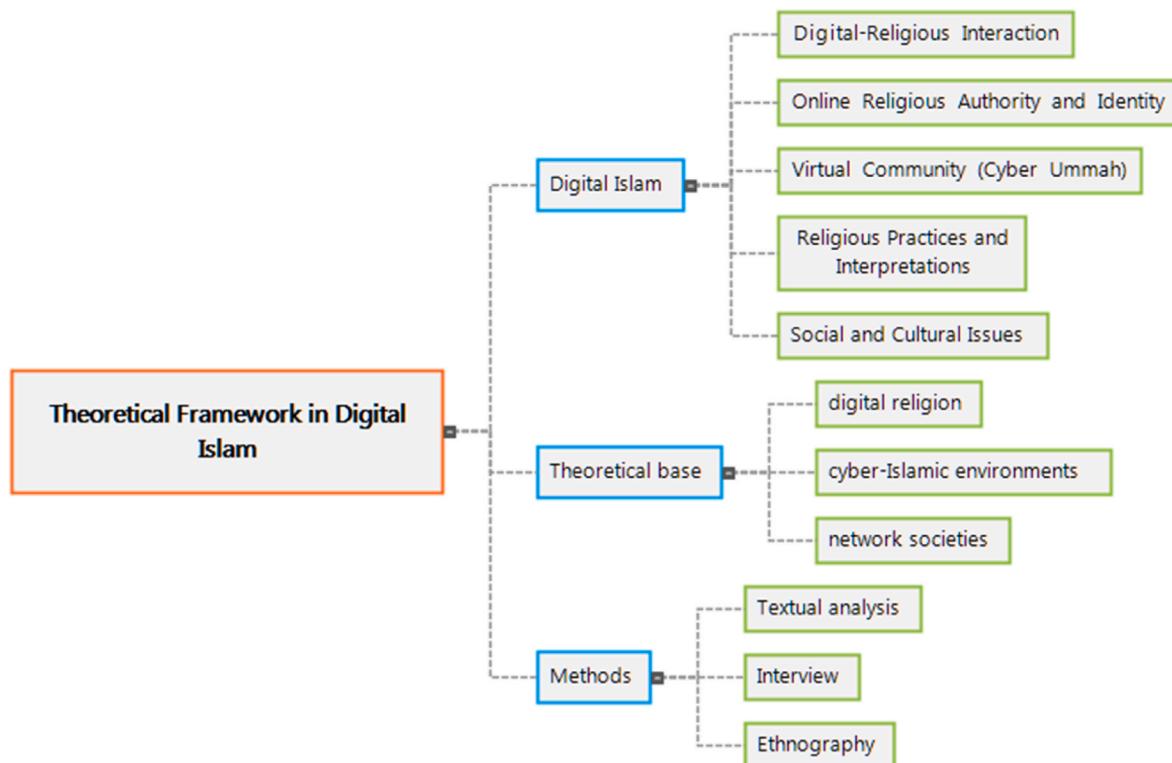 Theoretical Framework in Digital
Islam
Digital Islam
Digital-Religious Interaction
Online Religious Authority and Identity
Virtual Community (Cyber Ummah)
Religious Practices and
Interpretations
Social and Cultural Issues
Theoretical base
digital religion
cyber-Islamic environments
network societies
Methods
Textual analysis
Interview
Ethnography